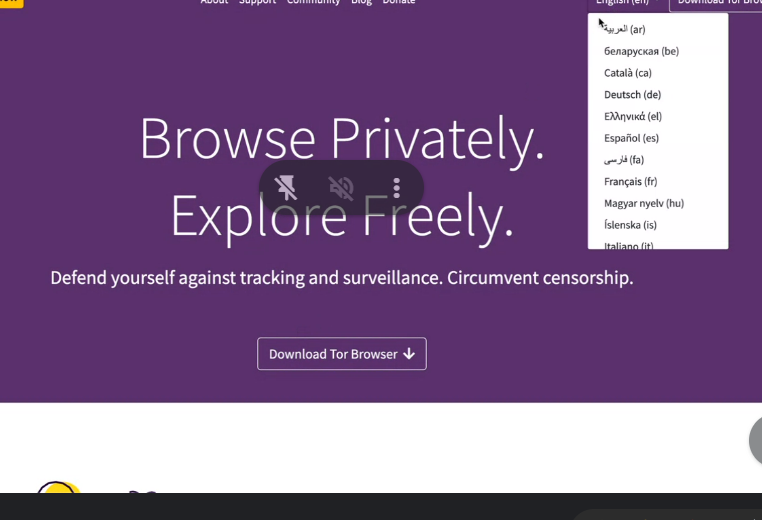 About Support Community Blog Donate
English (en)
Download Tor Brow
العربية (ar)
беларуская (be)
Català (ca)
Deutsch (de)
Ελληνικά (el)
Español (es)
فارسی (fa)
Français (fr)
Magyar nyelv (hu)
Íslenska (is)
Italiano (it)
Browse Privately.
Explore Freely.
Defend yourself against tracking and surveillance. Circumvent censorship.
Download Tor Browser